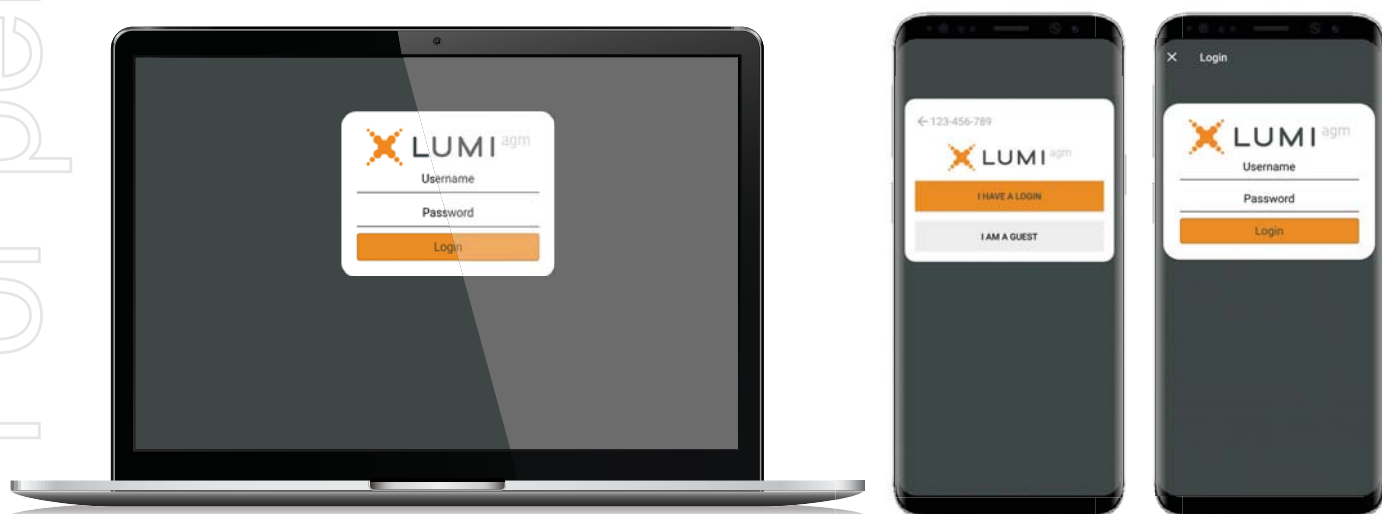 LUMI agm
Username
Password
Login
← 123-456-789
LUMI agm
I HAVE A LOGIN
I AM A GUEST
× Login
LUMI agm
Username
Password
Login